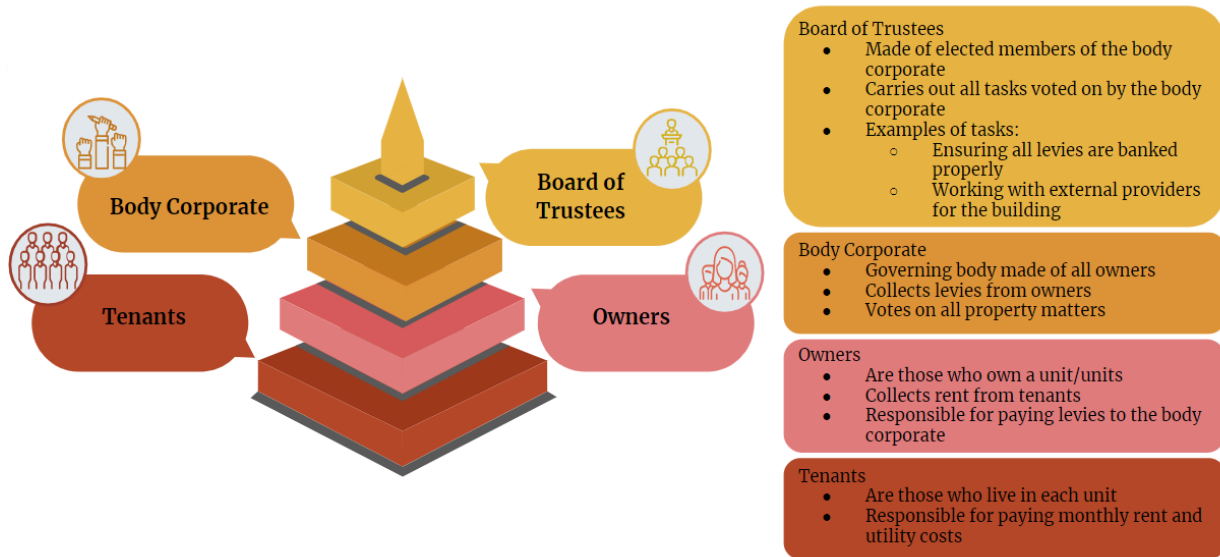 Body Corporate
Board of
Trustees
Tenants
Owners
Board of Trustees
● Made of elected members of the body
corporate
● Carries out all tasks voted on by the body
corporate
● Examples of tasks:
○ Ensuring all levies are banked
properly
○ Working with external providers
for the building
Body Corporate
● Governing body made of all owners
● Collects levies from owners
● Votes on all property matters
Owners
● Are those who own a unit/units
● Collects rent from tenants
● Responsible for paying levies to the body
corporate
Tenants
● Are those who live in each unit
● Responsible for paying monthly rent and
utility costs